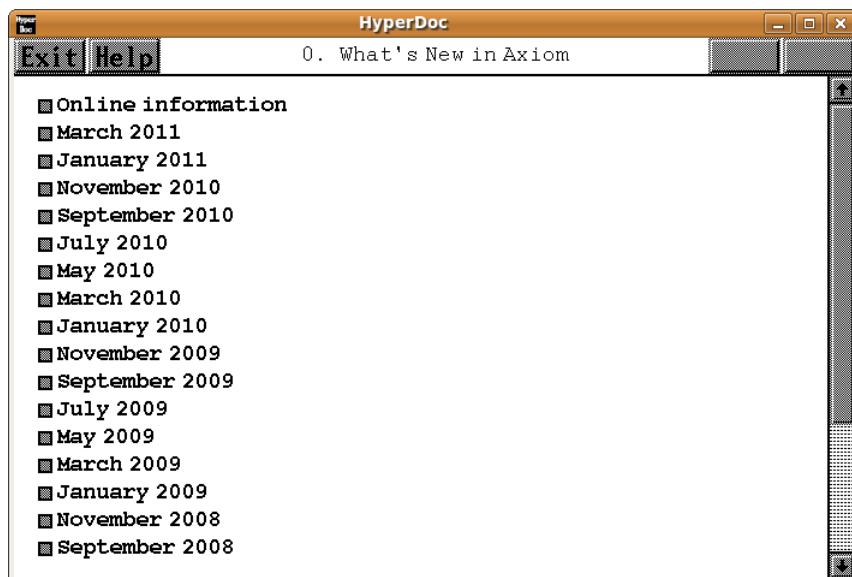 Hyper Doc
HyperDoc
Exit Help 0. What's New in Axiom
Online information
March 2011
January 2011
November 2010
September 2010
July 2010
May 2010
March 2010
January 2010
November 2009
September 2009
July 2009
May 2009
March 2009
January 2009
November 2008
September 2008